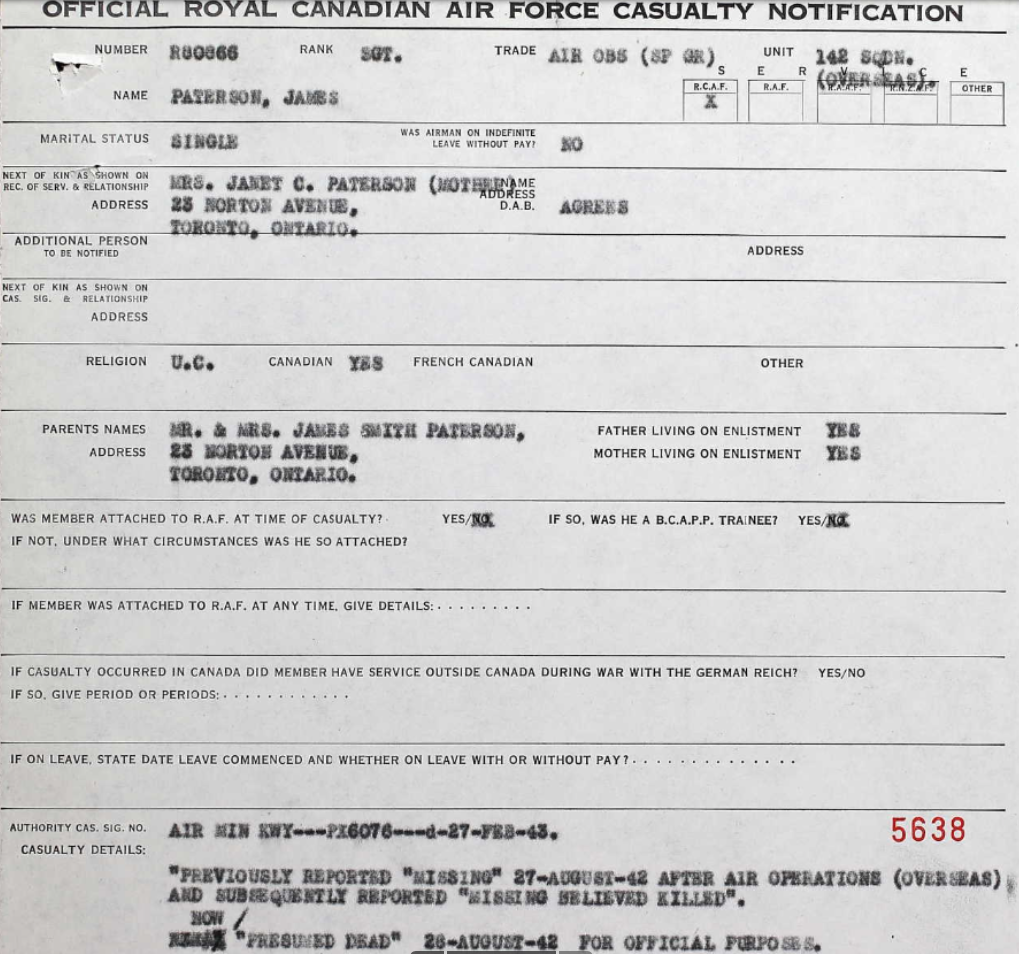 OFFICIAL ROYAL CANADIAN AIR FORCE CASUALTY NOTIFICATION
NUMBER R80866 RANK SGT. TRADE AIR OBS (SP GR) UNIT 142 SQDN. (OVERSEAS).
S E R V I C E
NAME PATERSON, JAMES R.C.A.F. X R.A.F. R.A.A.F. R.N.Z.A.F. OTHER
MARITAL STATUS SINGLE WAS AIRMAN ON INDEFINITE LEAVE WITHOUT PAY? NO
NEXT OF KIN AS SHOWN ON REC. OF SERV. & RELATIONSHIP MRS. JANET C. PATERSON (MOTHER) NAME
ADDRESS 23 NORTON AVENUE, ADDRESS D.A.B. AGREES
TORONTO, ONTARIO.
ADDITIONAL PERSON TO BE NOTIFIED ADDRESS
NEXT OF KIN AS SHOWN ON
CAS. SIG. & RELATIONSHIP
ADDRESS
RELIGION U.C. CANADIAN YES FRENCH CANADIAN OTHER
PARENTS NAMES MR. & MRS. JAMES SMITH PATERSON, FATHER LIVING ON ENLISTMENT YES
ADDRESS 23 NORTON AVENUE, MOTHER LIVING ON ENLISTMENT YES
TORONTO, ONTARIO.
WAS MEMBER ATTACHED TO R.A.F. AT TIME OF CASUALTY? YES/NO IF SO, WAS HE A B.C.A.P.P. TRAINEE? YES/NO
IF NOT, UNDER WHAT CIRCUMSTANCES WAS HE SO ATTACHED?
IF MEMBER WAS ATTACHED TO R.A.F. AT ANY TIME, GIVE DETAILS: . . . . . . . . .
IF CASUALTY OCCURRED IN CANADA DID MEMBER HAVE SERVICE OUTSIDE CANADA DURING WAR WITH THE GERMAN REICH? YES/NO
IF SO, GIVE PERIOD OR PERIODS: . . . . . . . . . . . .
IF ON LEAVE, STATE DATE LEAVE COMMENCED AND WHETHER ON LEAVE WITH OR WITHOUT PAY? . . . . . . . . . . . . . .
AUTHORITY CAS. SIG. NO. AIR MIN KWY---PX6076---d-27-FEB-43. 5638
CASUALTY DETAILS:
"PREVIOUSLY REPORTED "MISSING" 27-AUGUST-42 AFTER AIR OPERATIONS (OVERSEAS)
AND SUBSEQUENTLY REPORTED "MISSING BELIEVED KILLED".
NOW /
"PRESUMED DEAD" 28-AUGUST-42 FOR OFFICIAL PURPOSES.